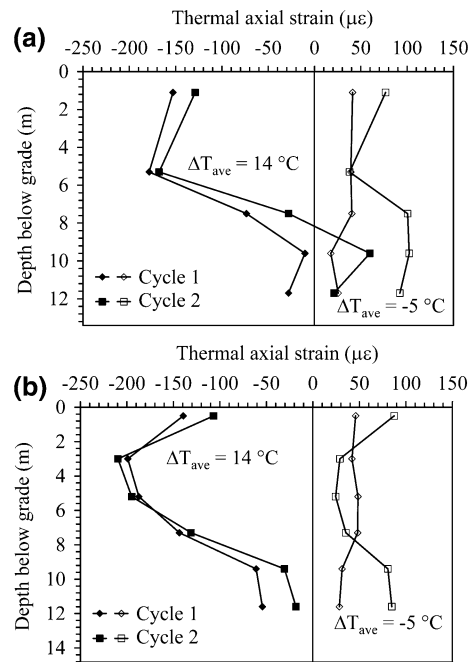 (a)
Thermal axial strain (με)
-250 -200 -150 -100 -50 0 50 100 150
Depth below grade (m)
0
2
4
6
8
10
12
ΔTave = 14 °C
Cycle 1
Cycle 2
ΔTave = -5 °C
Thermal axial strain (με)
(b)
-250 -200 -150 -100 -50 0 50 100 150
Depth below grade (m)
0
2
4
6
8
10
12
14
ΔTave = 14 °C
Cycle 1
Cycle 2
ΔTave = -5 °C